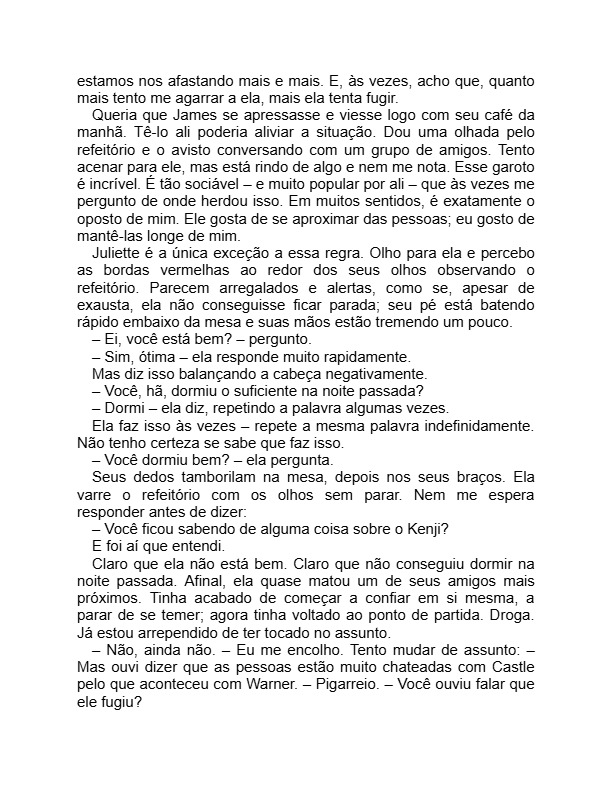 estamos nos afastando mais e mais. E, às vezes, acho que, quanto
mais tento me agarrar a ela, mais ela tenta fugir.
Queria que James se apressasse e viesse logo com seu café da
manhã. Tê-lo ali poderia aliviar a situação. Dou uma olhada pelo
refeitório e o avisto conversando com um grupo de amigos. Tento
acenar para ele, mas está rindo de algo e nem me nota. Esse garoto
é incrível. É tão sociável – e muito popular por ali – que às vezes me
pergunto de onde herdou isso. Em muitos sentidos, é exatamente o
oposto de mim. Ele gosta de se aproximar das pessoas; eu gosto de
mantê-las longe de mim.
Juliette é a única exceção a essa regra. Olho para ela e percebo
as bordas vermelhas ao redor dos seus olhos observando o
refeitório. Parecem arregalados e alertas, como se, apesar de
exausta, ela não conseguisse ficar parada; seu pé está batendo
rápido embaixo da mesa e suas mãos estão tremendo um pouco.
– Ei, você está bem? – pergunto.
– Sim, ótima – ela responde muito rapidamente.
Mas diz isso balançando a cabeça negativamente.
– Você, hã, dormiu o suficiente na noite passada?
– Dormi – ela diz, repetindo a palavra algumas vezes.
Ela faz isso às vezes – repete a mesma palavra indefinidamente.
Não tenho certeza se sabe que faz isso.
– Você dormiu bem? – ela pergunta.
Seus dedos tamborilam na mesa, depois nos seus braços. Ela
varre o refeitório com os olhos sem parar. Nem me espera
responder antes de dizer:
– Você ficou sabendo de alguma coisa sobre o Kenji?
E foi aí que entendi.
Claro que ela não está bem. Claro que não conseguiu dormir na
noite passada. Afinal, ela quase matou um de seus amigos mais
próximos. Tinha acabado de começar a confiar em si mesma, a
parar de se temer; agora tinha voltado ao ponto de partida. Droga.
Já estou arrependido de ter tocado no assunto.
– Não, ainda não. – Eu me encolho. Tento mudar de assunto: –
Mas ouvi dizer que as pessoas estão muito chateadas com Castle
pelo que aconteceu com Warner. – Pigarreio. – Você ouviu falar que
ele fugiu?